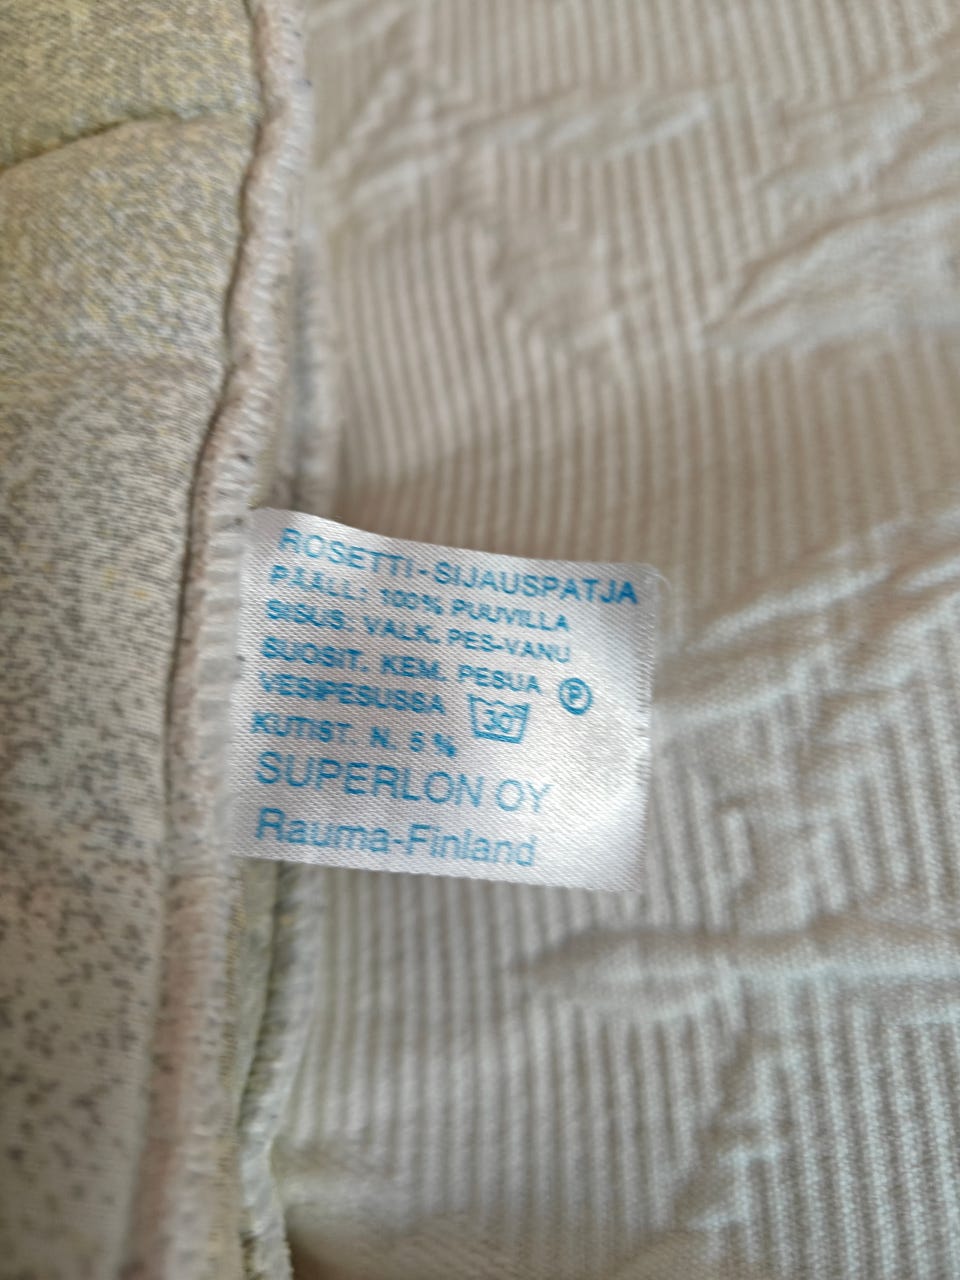 ROSETTI-SIJAUSPATJA
PÄÄLL: 100% PUUVILLA
SISUS: VALK. PES-VANU
SUOSIT. KEM. PESUA P
VESIPESUSSA 30
KUTIST. N. 5 %
SUPERLON OY
Rauma-Finland